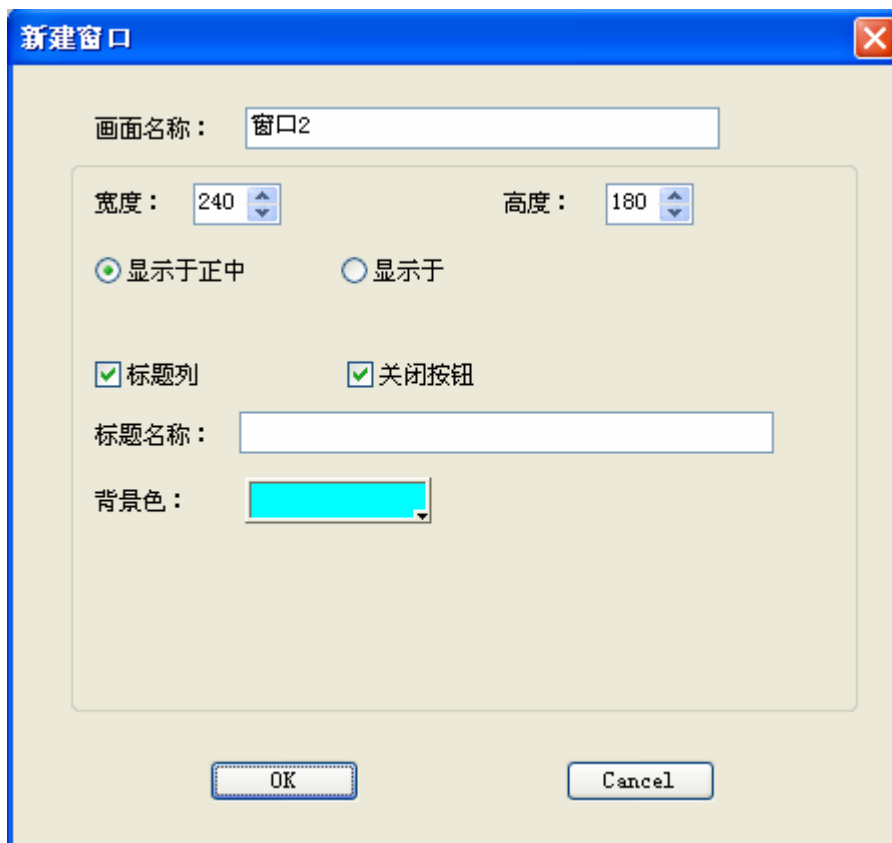 新建窗口
画面名称： 窗口2
宽度： 240 高度： 180
显示于正中 显示于
标题列 关闭按钮
标题名称：
背景色：
OK Cancel